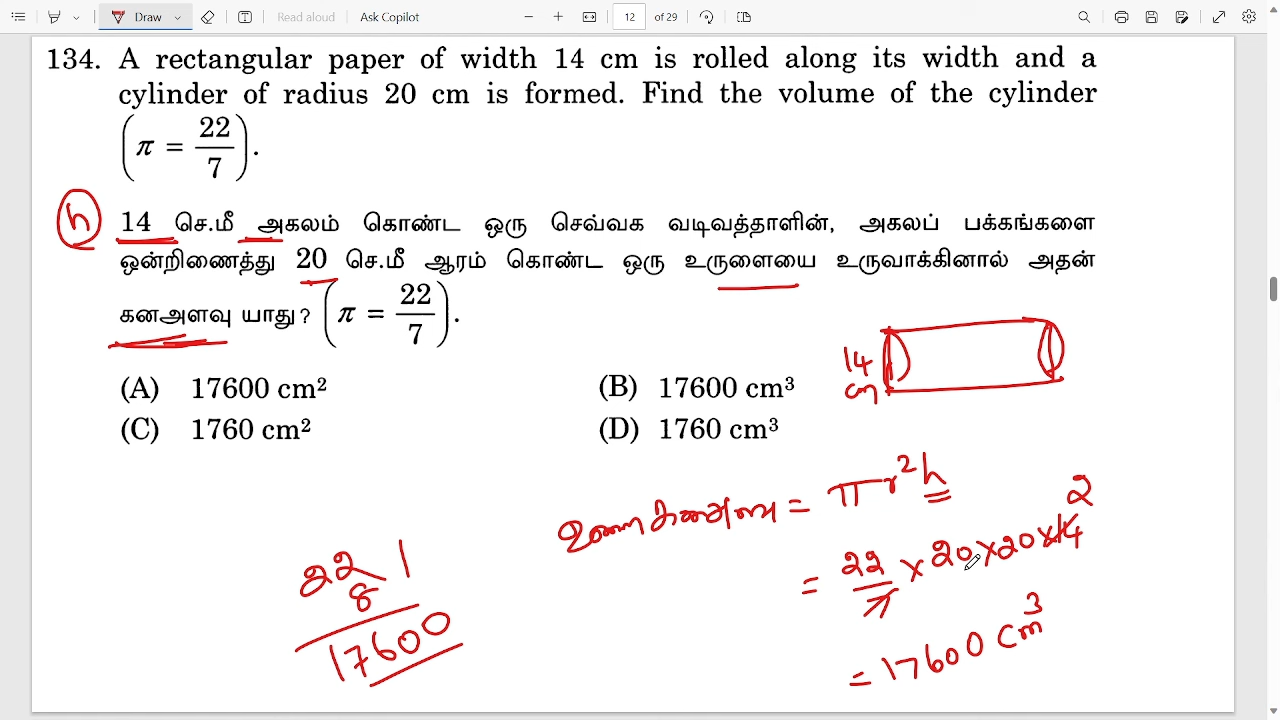 Draw Read aloud Ask Copilot 12 of 29
134. A rectangular paper of width 14 cm is rolled along its width and a
cylinder of radius 20 cm is formed. Find the volume of the cylinder
(π = 22/7).
h 14 செ.மீ அகலம் கொண்ட ஒரு செவ்வக வடிவத்தாளின், அகலப் பக்கங்களை
ஒன்றிணைத்து 20 செ.மீ ஆரம் கொண்ட ஒரு உருளையை உருவாக்கினால் அதன்
கனஅளவு யாது? (π = 22/7).
14 cm
(A) 17600 cm² (B) 17600 cm³
(C) 1760 cm² (D) 1760 cm³
= πr²h
= 22/7 × 20 × 20 × 14 2
= 17600 cm³
22 1
8
17600